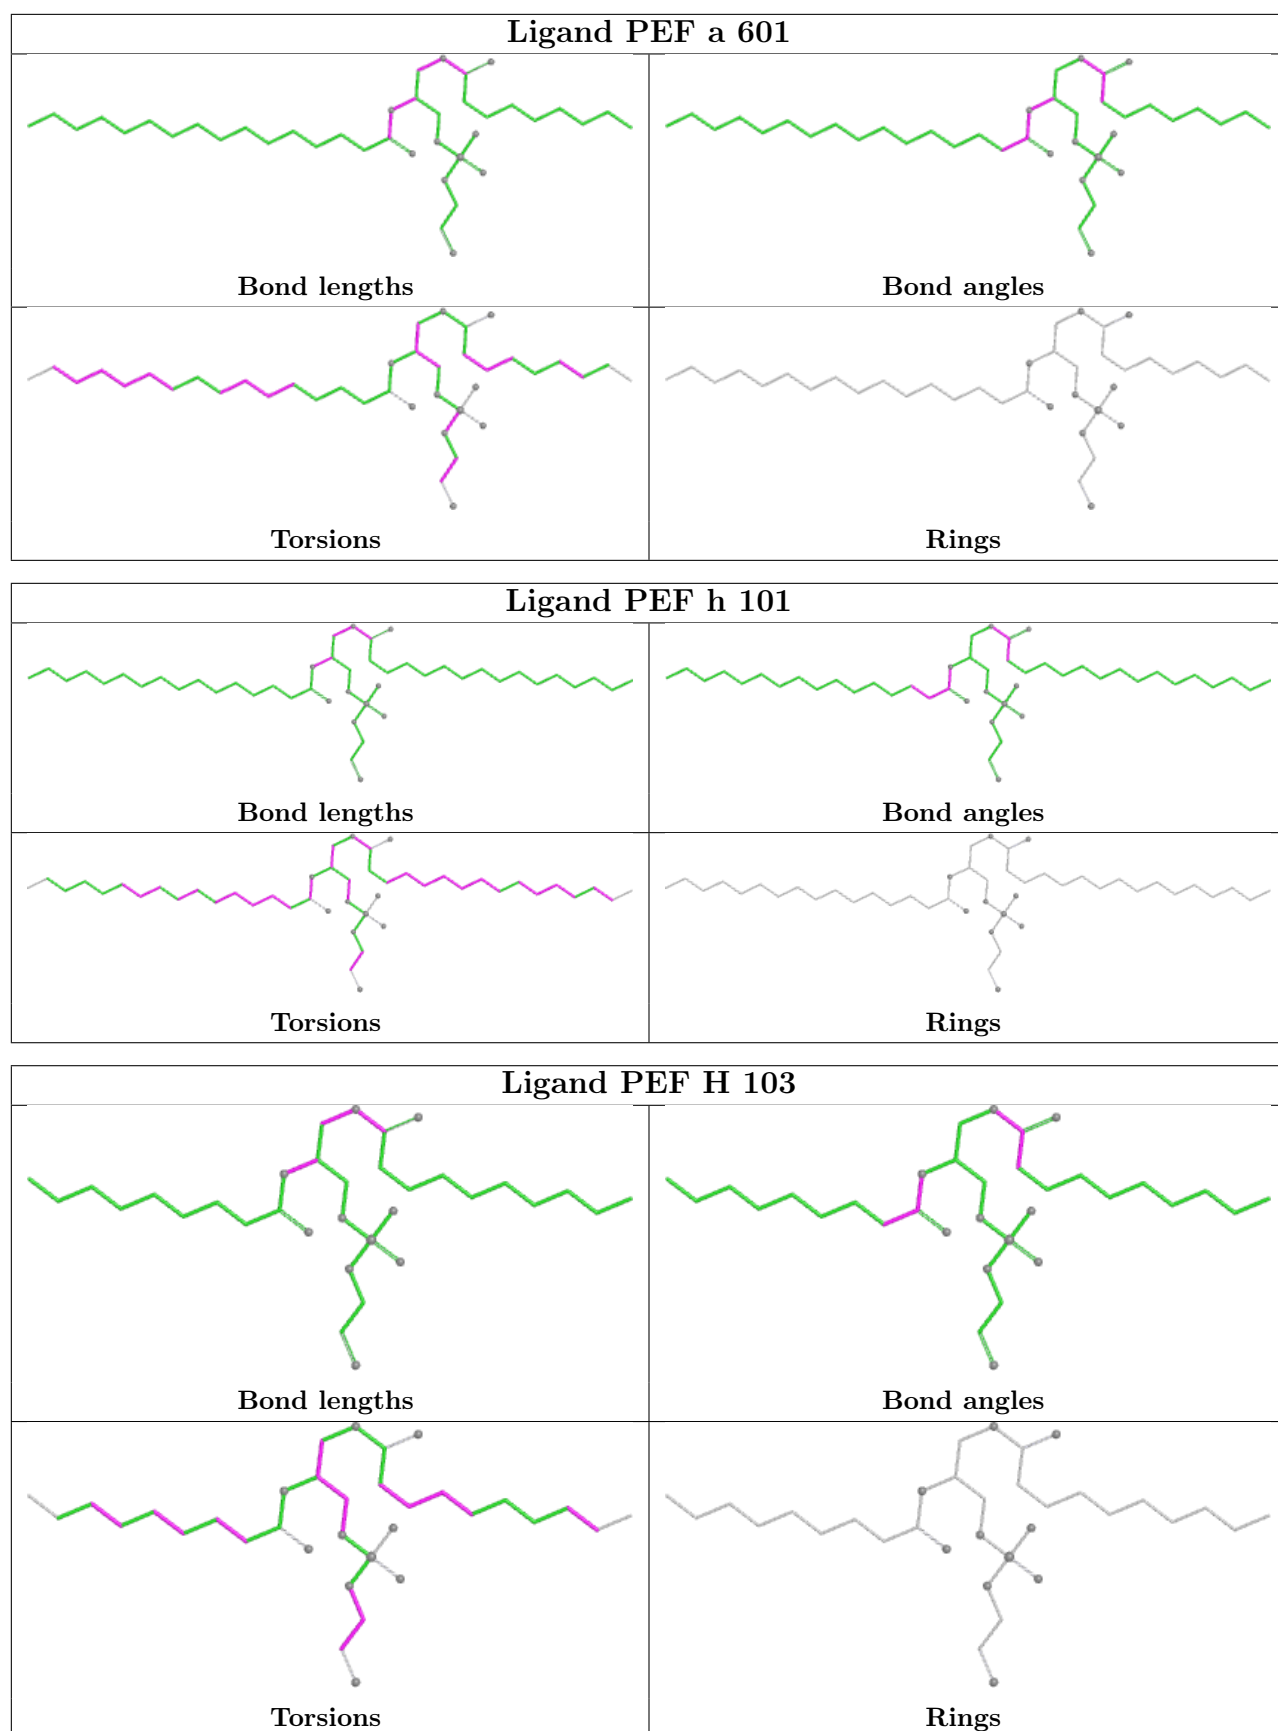 Ligand PEF a 601
Bond lengths
Bond angles
Torsions
Rings
Ligand PEF h 101
Bond lengths
Bond angles
Torsions
Rings
Ligand PEF H 103
Bond lengths
Bond angles
Torsions
Rings